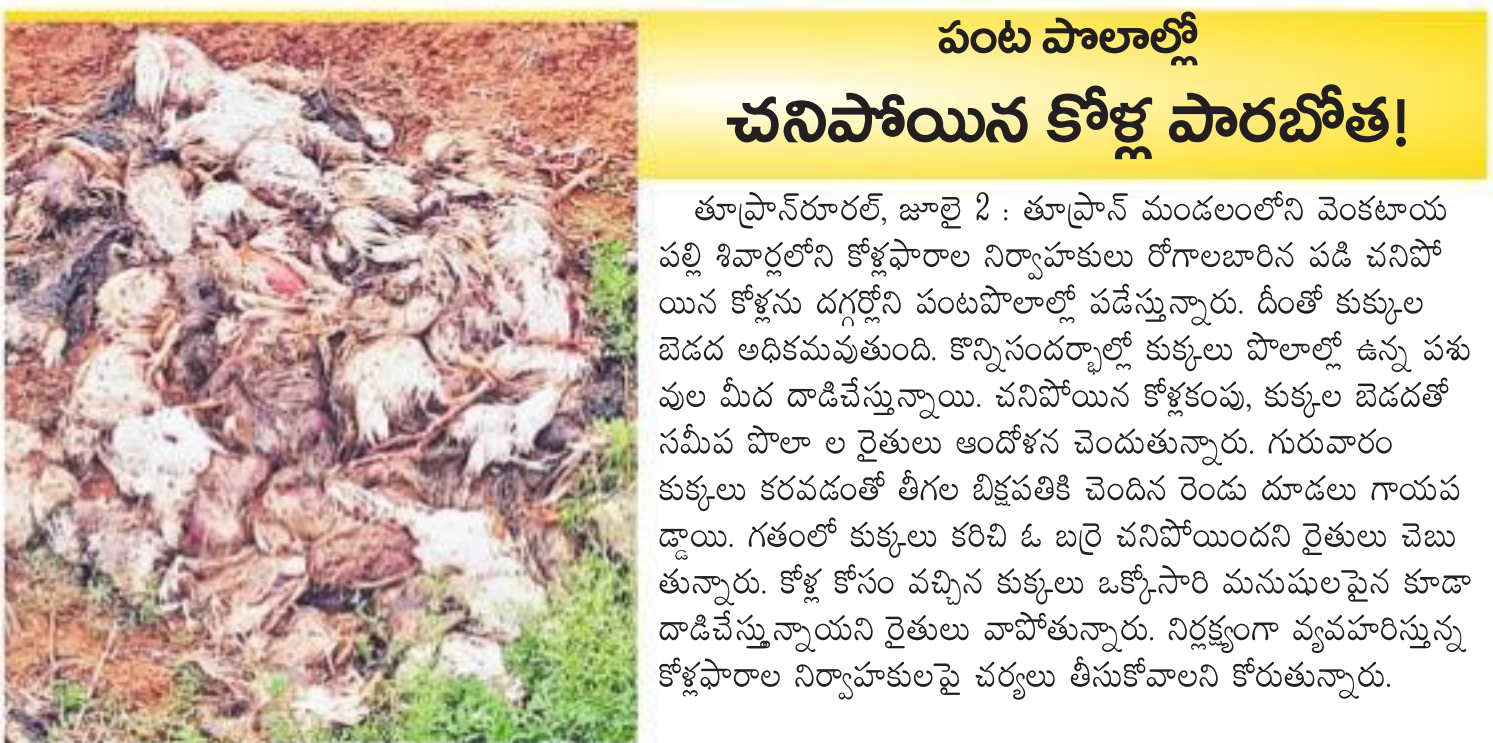 పంట పొలాల్లో
చనిపోయిన కోళ్ల పారబోత!
తూప్రాన్‌రూరల్, జూలై 2 : తూప్రాన్ మండలంలోని వెంకటాయ
పల్లి శివార్లలోని కోళ్లఫారాల నిర్వాహకులు రోగాలబారిన పడి చనిపో
యిన కోళ్లను దగ్గర్లోని పంటపొలాల్లో పడేస్తున్నారు. దీంతో కుక్కుల
బెడద అధికమవుతుంది. కొన్నిసందర్భాల్లో కుక్కలు పొలాల్లో ఉన్న పశు
వుల మీద దాడిచేస్తున్నాయి. చనిపోయిన కోళ్లకంపు, కుక్కల బెడదతో
సమీప పొలా ల రైతులు ఆందోళన చెందుతున్నారు. గురువారం
కుక్కలు కరవడంతో తీగల బిక్షపతికి చెందిన రెండు దూడలు గాయప
డ్డాయి. గతంలో కుక్కలు కరిచి ఓ బర్రె చనిపోయిందని రైతులు చెబు
తున్నారు. కోళ్ల కోసం వచ్చిన కుక్కలు ఒక్కోసారి మనుషులపైన కూడా
దాడిచేస్తున్నాయని రైతులు వాపోతున్నారు. నిర్లక్ష్యంగా వ్యవహరిస్తున్న
కోళ్లఫారాల నిర్వాహకులపై చర్యలు తీసుకోవాలని కోరుతున్నారు.